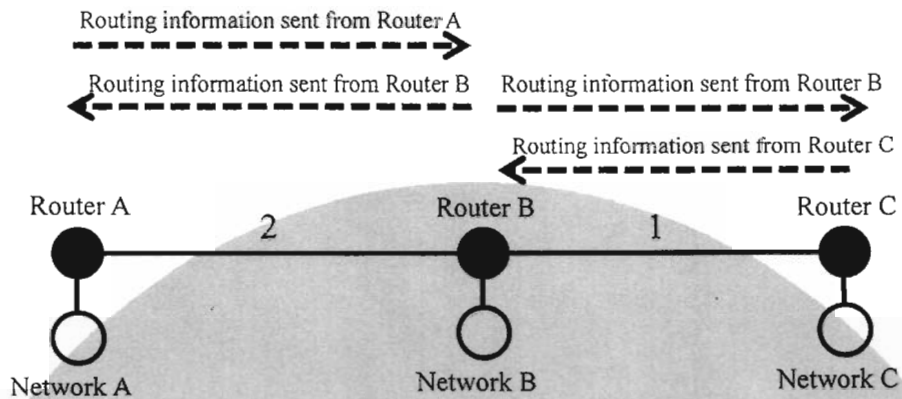 Routing information sent from Router A
Routing information sent from Router B
Routing information sent from Router B
Routing information sent from Router C
Router A
2
Router B
1
Router C
Network A
Network B
Network C